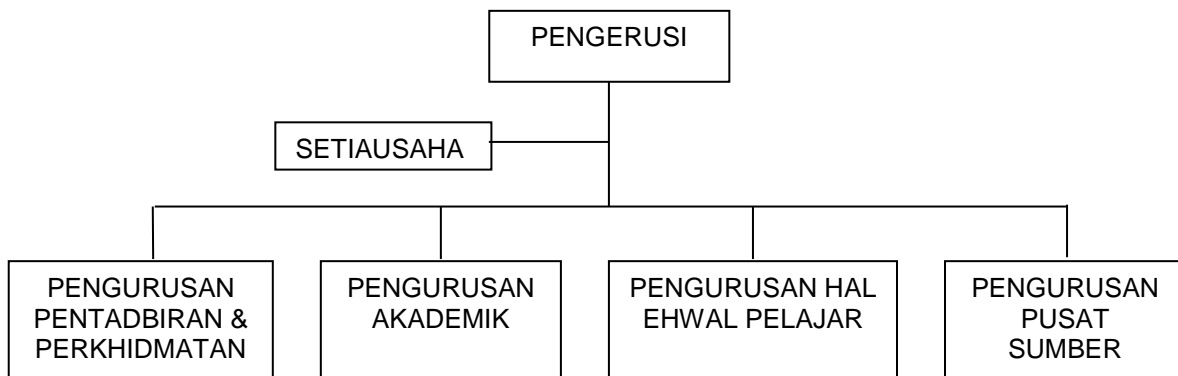 PENGERUSI
SETIAUSAHA
PENGURUSAN
PENTADBIRAN &
PERKHIDMATAN
PENGURUSAN
AKADEMIK
PENGURUSAN HAL
EHWAL PELAJAR
PENGURUSAN
PUSAT
SUMBER